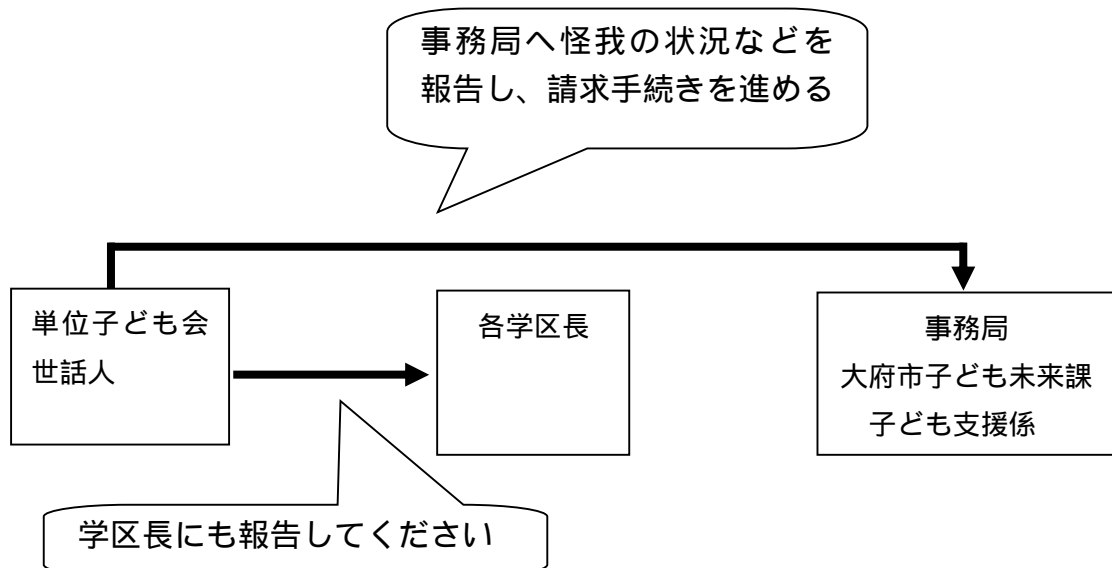 事務局へ怪我の状況などを
報告し、請求手続きを進める
単位子ども会
世話人
各学区長
事務局
大府市子ども未来課
子ども支援係
学区長にも報告してください